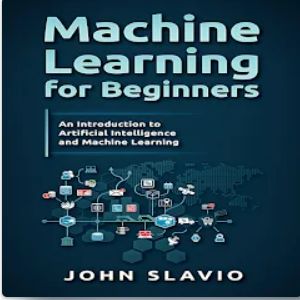 Machine
Learning
for Beginners
An Introduction to
Artificial Intelligence
and Machine Learning
JOHN SLAVIO